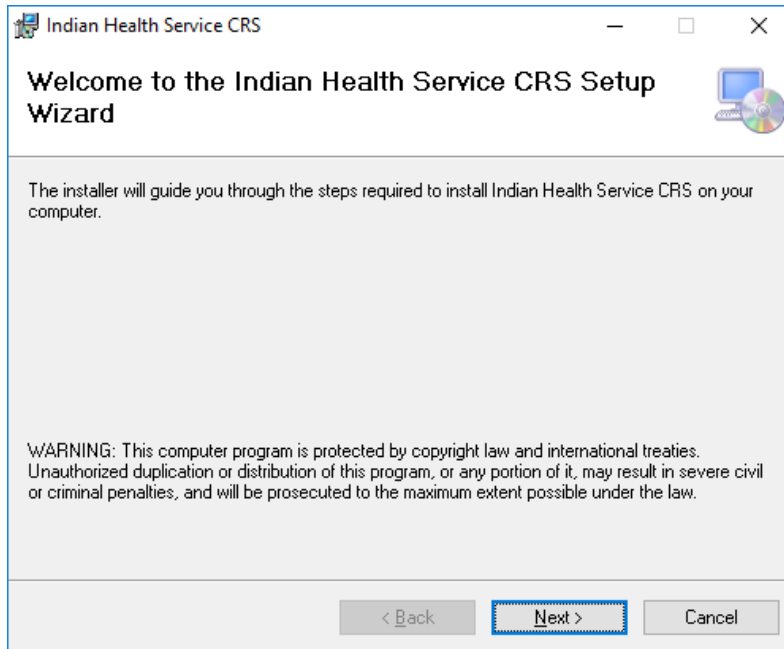 Indian Health Service CRS
Welcome to the Indian Health Service CRS Setup
Wizard
The installer will guide you through the steps required to install Indian Health Service CRS on your
computer.
WARNING: This computer program is protected by copyright law and international treaties.
Unauthorized duplication or distribution of this program, or any portion of it, may result in severe civil
or criminal penalties, and will be prosecuted to the maximum extent possible under the law.
< Back
Next >
Cancel